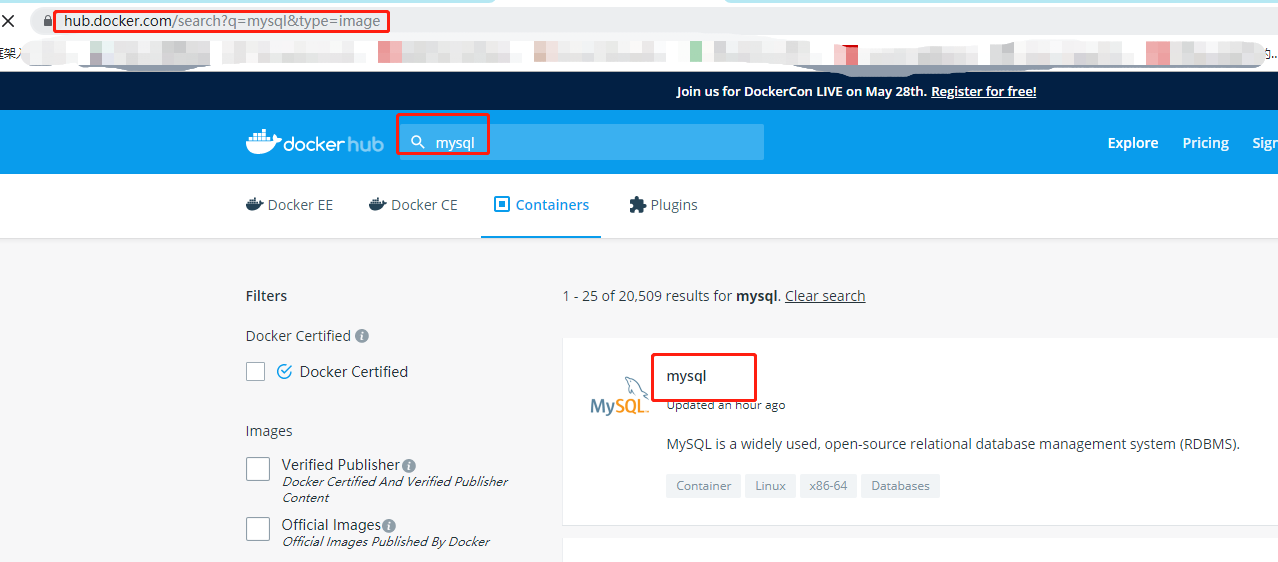 hub.docker.com/search?q=mysql&type=image
Join us for DockerCon LIVE on May 28th. Register for free!
docker hub
mysql
Explore
Pricing
Sign
Docker EE
Docker CE
Containers
Plugins
Filters
1 - 25 of 20,509 results for mysql. Clear search
Docker Certified
Docker Certified
mysql
MySQL
Updated an hour ago
Images
MySQL is a widely used, open-source relational database management system (RDBMS).
Verified Publisher
Docker Certified And Verified Publisher
Content
Container
Linux
x86-64
Databases
Official Images
Official Images Published By Docker